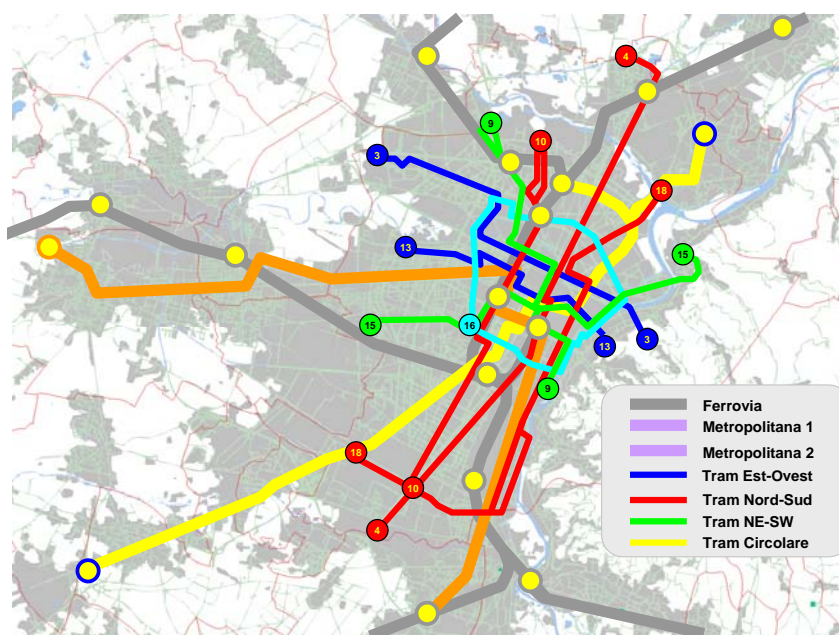 4
9
10
3
18
13
15
15
16
13
3
9
18
10
4
Ferrovia
Metropolitana 1
Metropolitana 2
Tram Est-Ovest
Tram Nord-Sud
Tram NE-SW
Tram Circolare